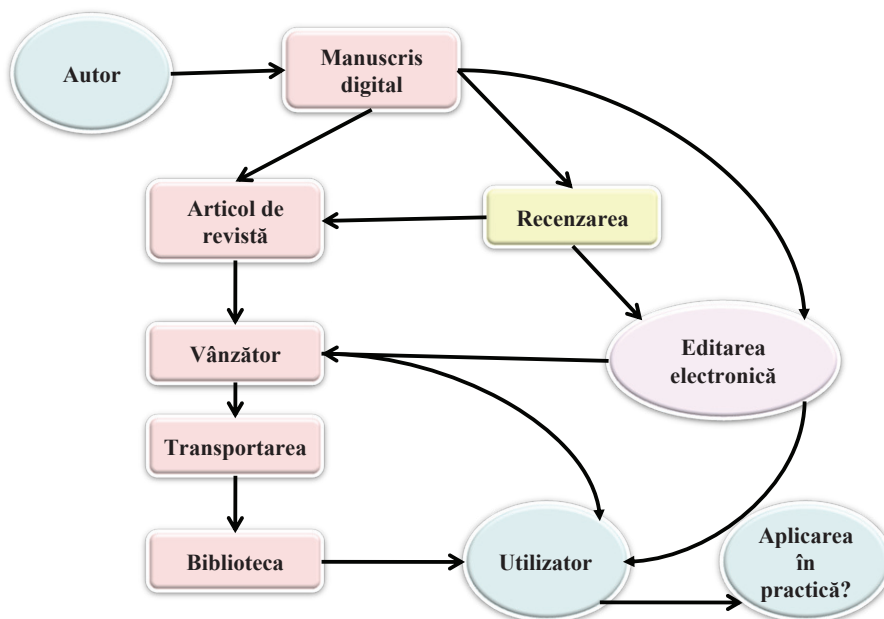 Autor
Manuscris
digital
Articol de
revistă
Recenzarea
Vânzător
Editarea
electronică
Transportarea
Biblioteca
Utilizator
Aplicarea
în
practică?